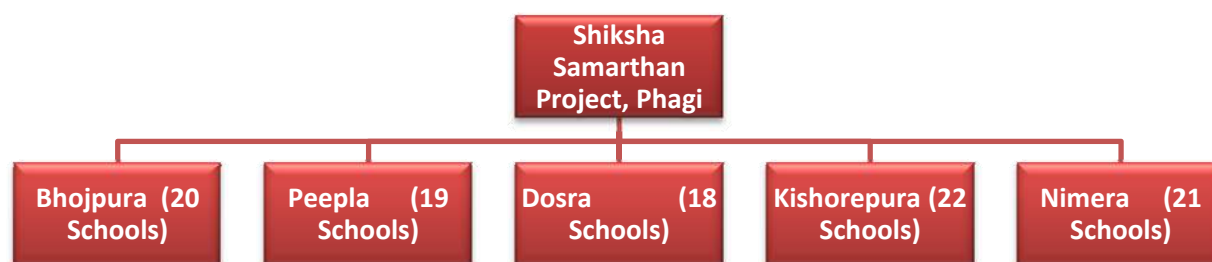 Shiksha
Samarthan
Project, Phagi
Bhojpura (20
Schools)
Peepla (19
Schools)
Dosra (18
Schools)
Kishorepura (22
Schools)
Nimera (21
Schools)